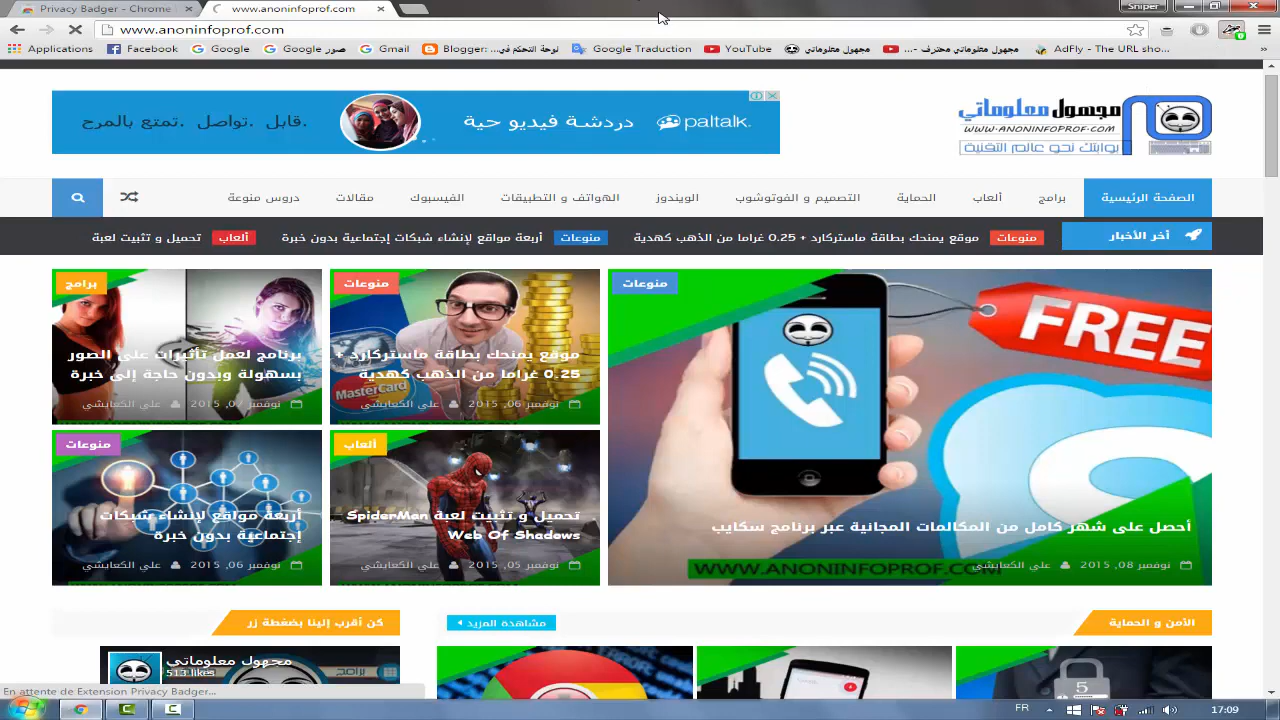 Privacy Badger - Chrome
www.anoninfoprof.com
Sniper
www.anoninfoprof.com
Applications
Facebook
Google
صور Google
Gmail
Blogger: لوحة التحكم في...
Google Traduction
YouTube
مجهول معلوماتي
مجهول معلوماتي محترف -...
AdFly - The URL sho...
قابل .تواصل .تمتع بالمرح.
دردشة فيديو حية
paltalk.
مجهول معلوماتي
WWW.ANONINFOPROF.COM
بوابتك نحو عالم التقنية
الصفحة الرئيسية
برامج
ألعاب
الحماية
التصميم و الفوتوشوب
الويندوز
الهواتف و التطبيقات
الفيسبوك
مقالات
دروس منوعة
أخر الأخبار
منوعات
موقع يمنحك بطاقة ماستركارد + 0.25 غراما من الذهب كهدية
منوعات
أربعة مواقع لإنشاء شبكات إجتماعية بدون خبرة
ألعاب
تحميل و تثبيت لعبة
منوعات
FREE
أحصل على شهر كامل من المكالمات المجانية عبر برنامج سكايب
WWW.ANONINFOPROF.COM
نوفمبر 08, 2015
علي الكعابشي
منوعات
موقع يمنحك بطاقة ماستركارد +
0.25 غراما من الذهب كهدية
MasterCard
نوفمبر 06, 2015
علي الكعابشي
برامج
برنامج لعمل تأثيرات على الصور
بسهولة وبدون حاجة إلى خبرة
نوفمبر 07, 2015
علي الكعابشي
ألعاب
تحميل و تثبيت لعبة SpiderMan
Web Of Shadows
نوفمبر 05, 2015
علي الكعابشي
منوعات
أربعة مواقع لإنشاء شبكات
إجتماعية بدون خبرة
نوفمبر 06, 2015
علي الكعابشي
الأمن و الحماية
مشاهدة المزيد
كن أقرب إلينا بضغطة زر
مجهول معلوماتي
513 likes
برامج
5
En attente de Extension Privacy Badger...
FR
17:09